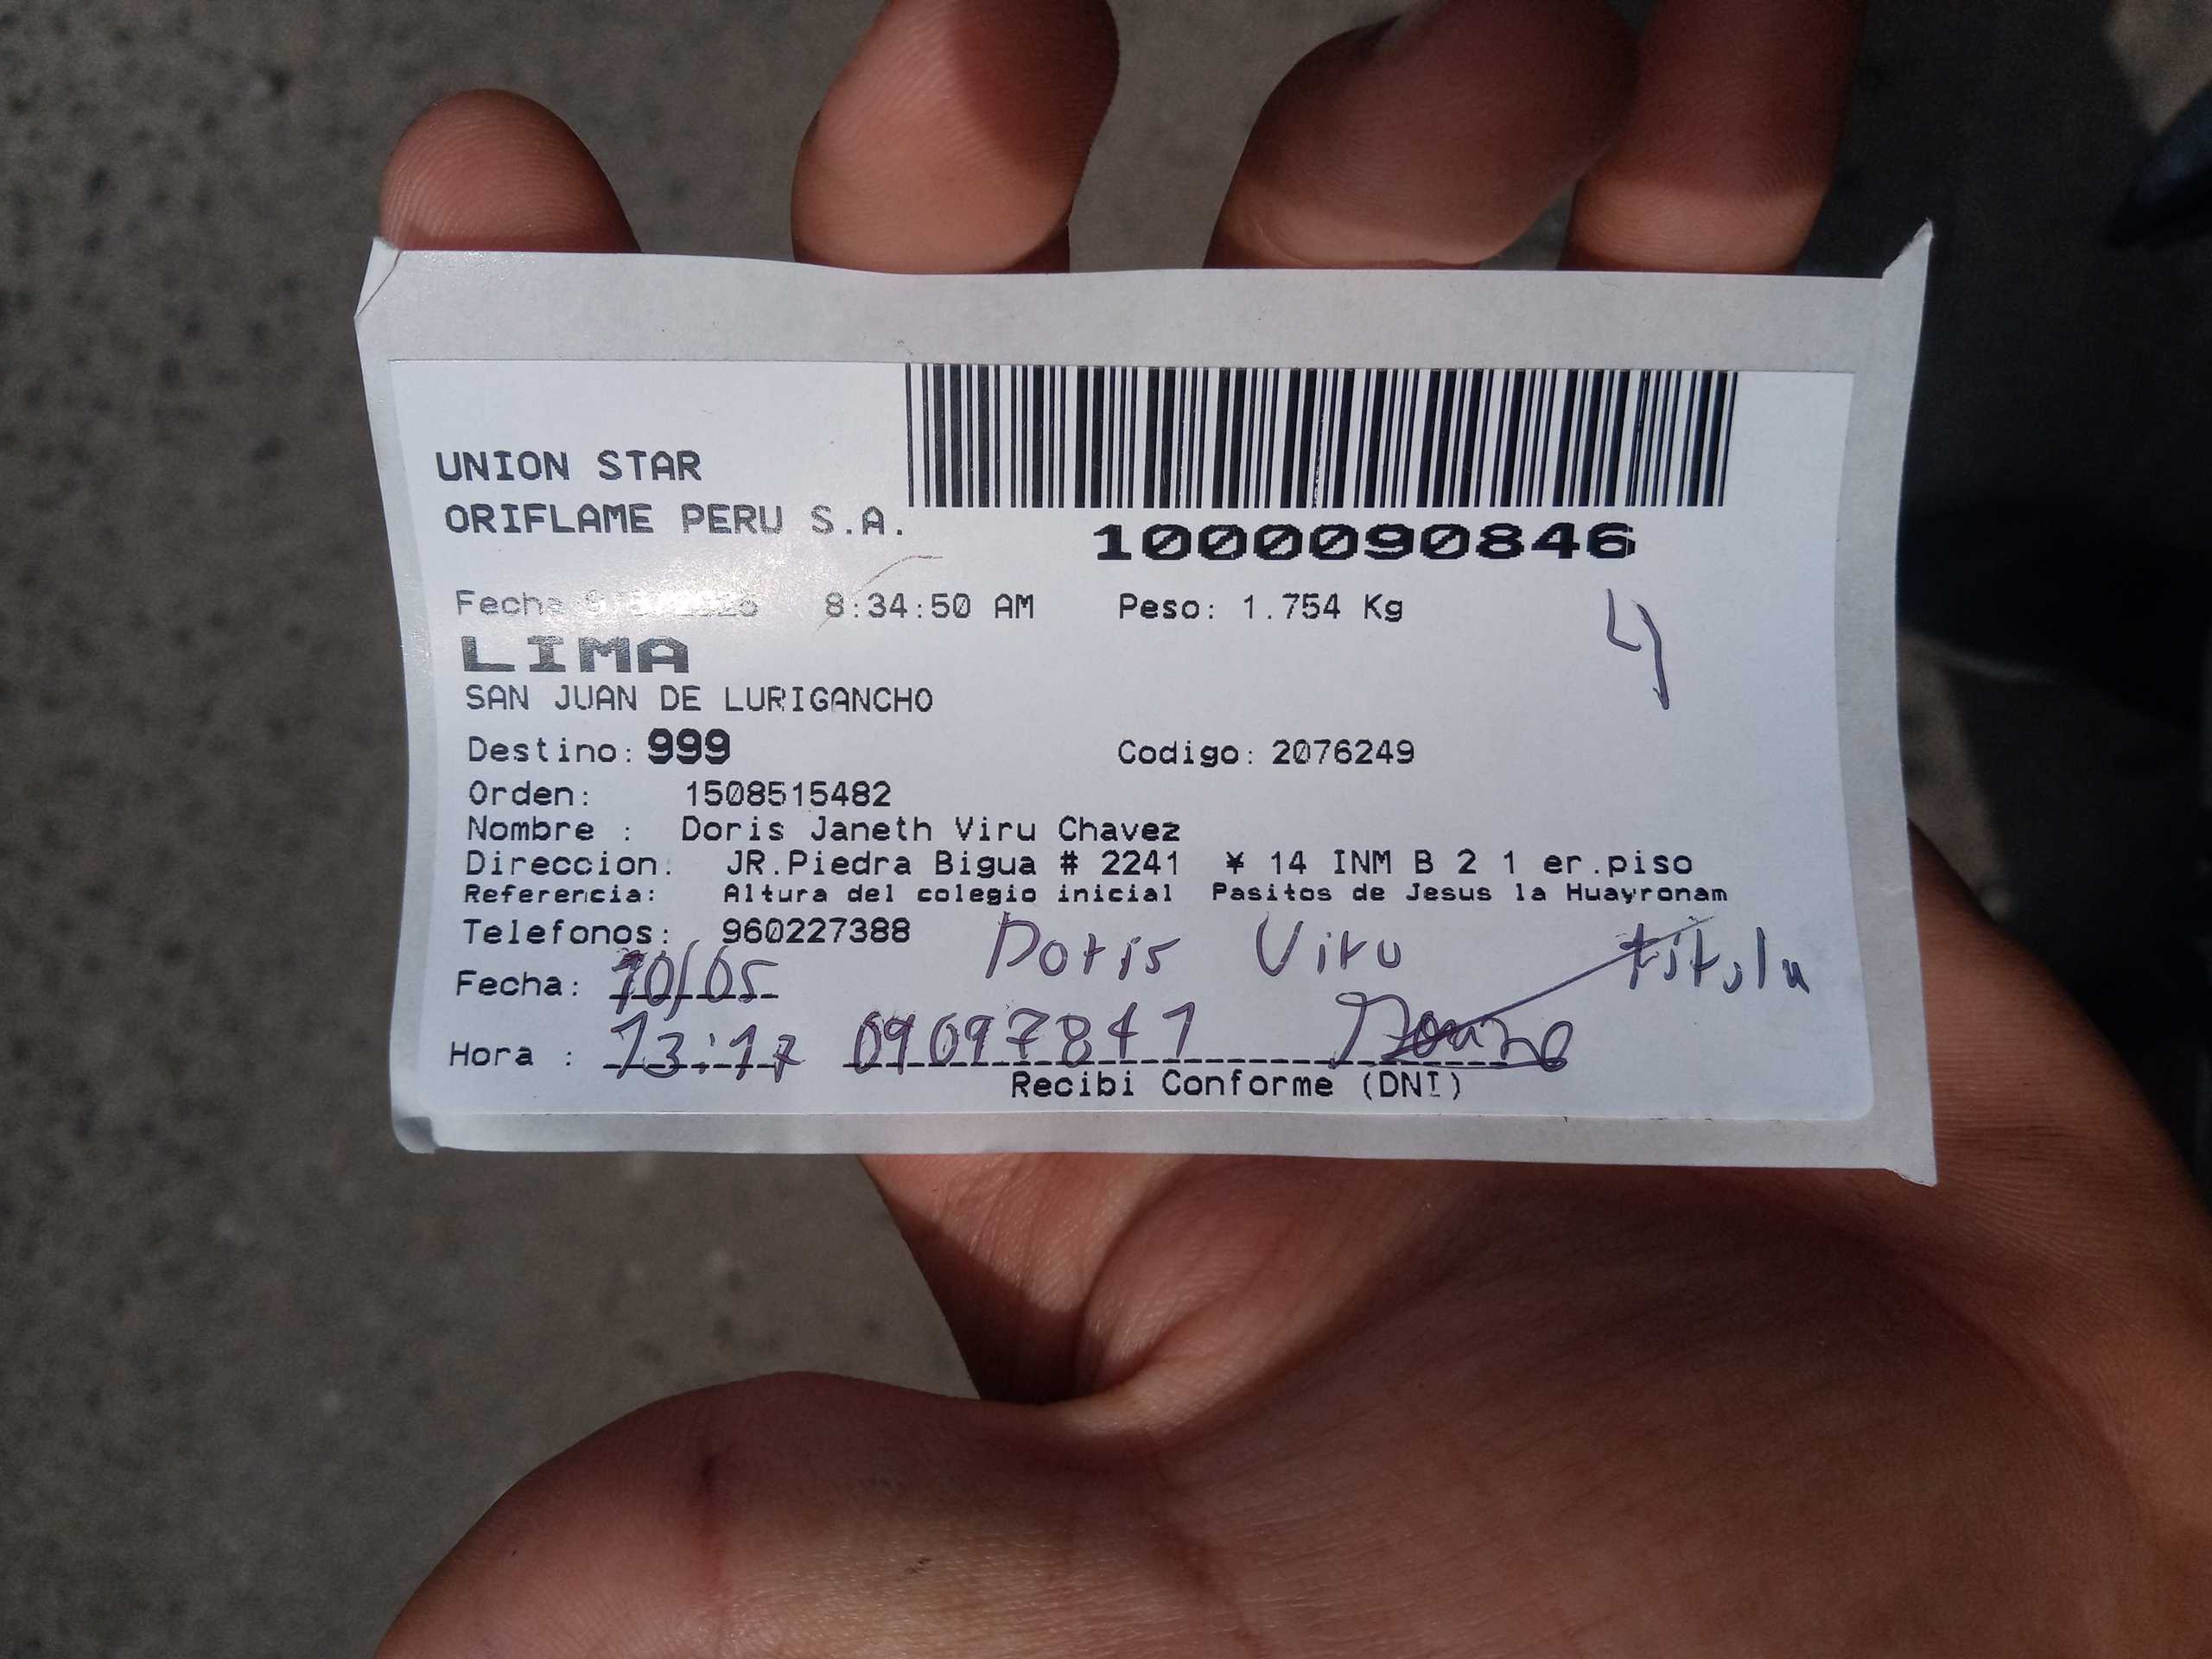 UNION STAR
ORIFLAME PERU S.A.
1000090846
Fecha 8:34:50 AM Peso: 1.754 Kg
4
LIMA
SAN JUAN DE LURIGANCHO
Destino: 999 Codigo: 2076249
Orden: 1508515482
Nombre : Doris Janeth Viru Chavez
Direccion: JR.Piedra Bigua # 2241 ¥ 14 INM B 2 1 er.piso
Referencia: Altura del colegio inicial Pasitos de Jesus la Huayronam
Telefonos: 960227388
Doris Viru
Fecha: 10/05
Hora : 13:17 09097841
Recibi Conforme (DNI)